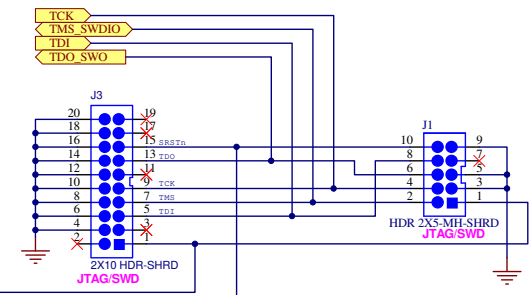 TCK
TMS_SWDIO
TDI
TDO_SWO
J3
20 19
18 17
16 15 SRSTn
14 13 TDO
12 11
10 9 TCK
8 7 TMS
6 5 TDI
4 3
2 1
2X10 HDR-SHRD
JTAG/SWD
J1
10 9
8 7
6 5
4 3
2 1
HDR 2X5-MH-SHRD
JTAG/SWD